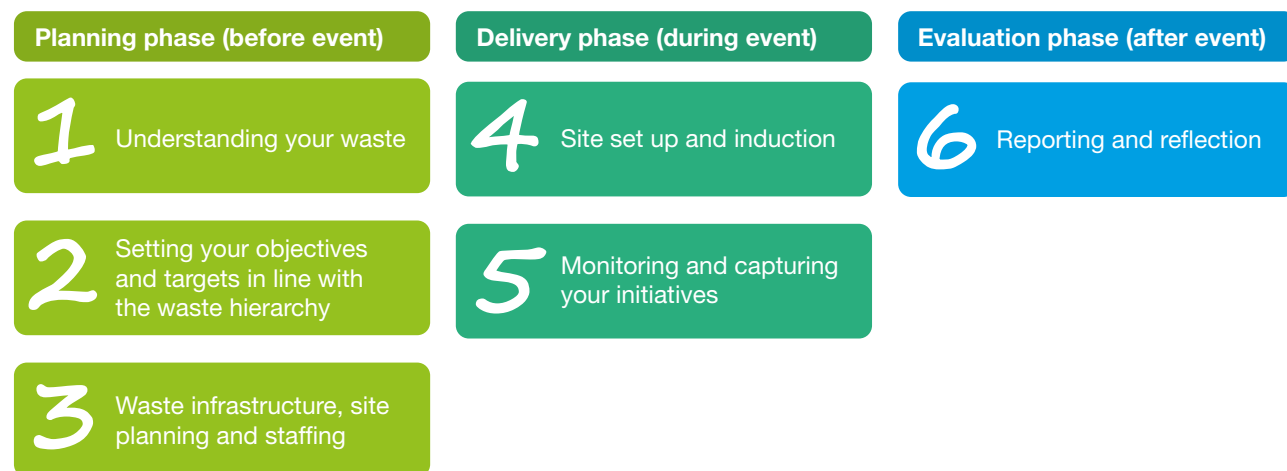 Planning phase (before event)
1
Understanding your waste
2
Setting your objectives
and targets in line with
the waste hierarchy
3
Waste infrastructure, site
planning and staffing
Delivery phase (during event)
4
Site set up and induction
5
Monitoring and capturing
your initiatives
Evaluation phase (after event)
6
Reporting and reflection